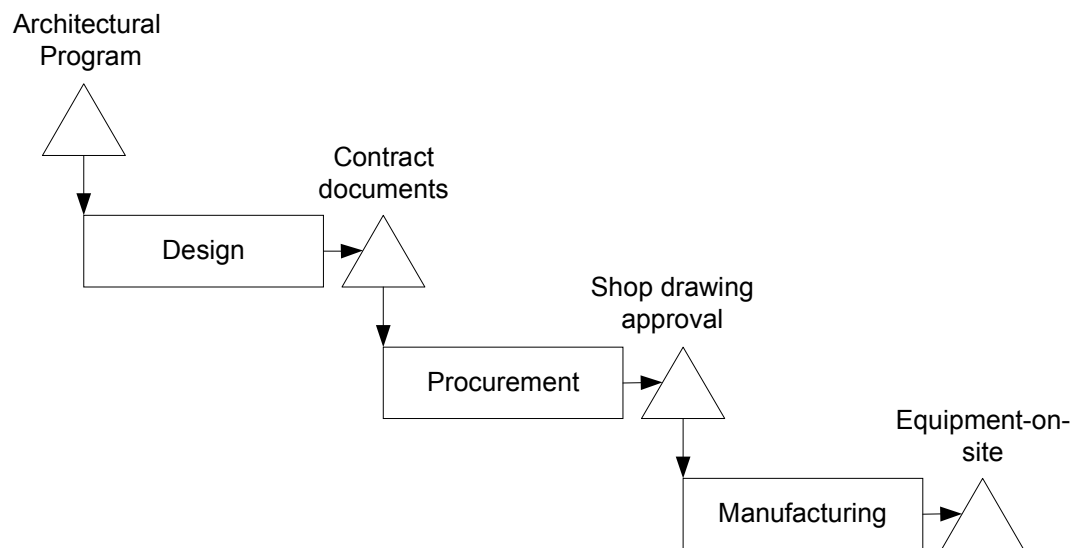 Architectural
Program
Contract
documents
Design
Shop drawing
approval
Procurement
Equipment-on-
site
Manufacturing